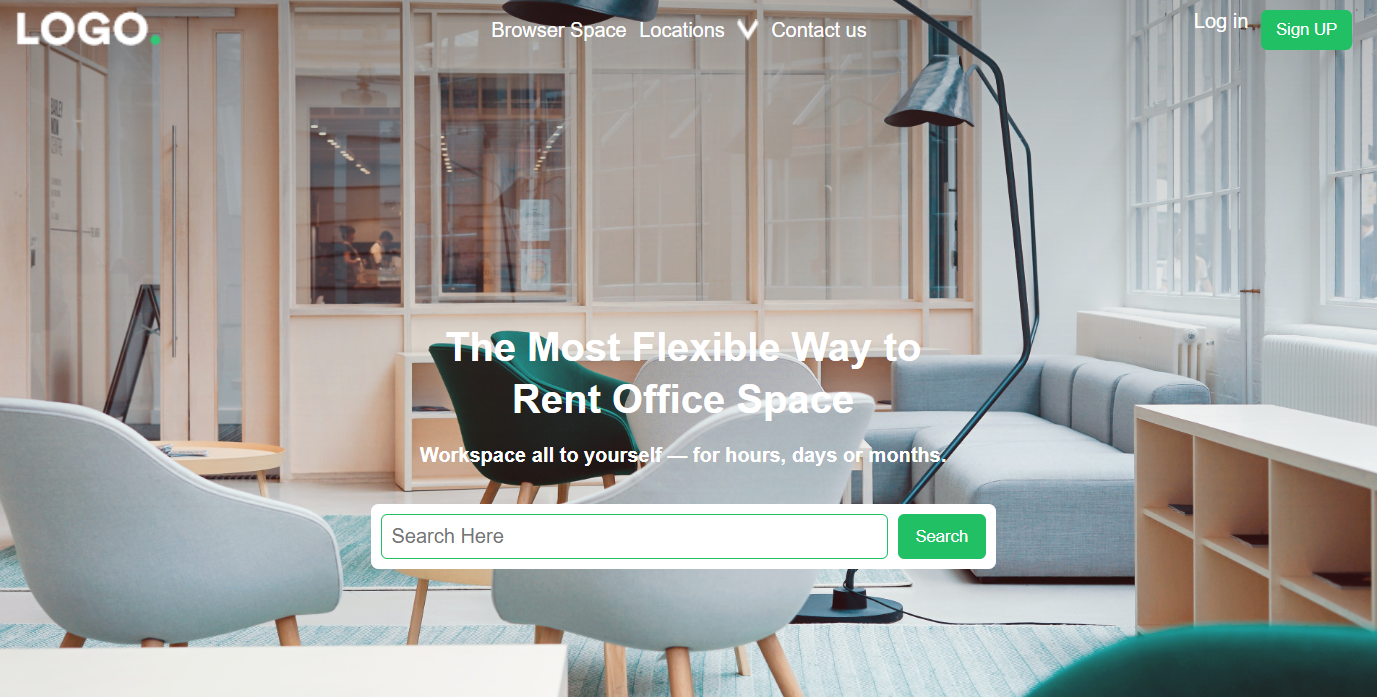 LOGO.
Browser Space Locations Contact us
Log in
Sign UP
The Most Flexible Way to
Rent Office Space
Workspace all to yourself — for hours, days or months.
Search Here
Search